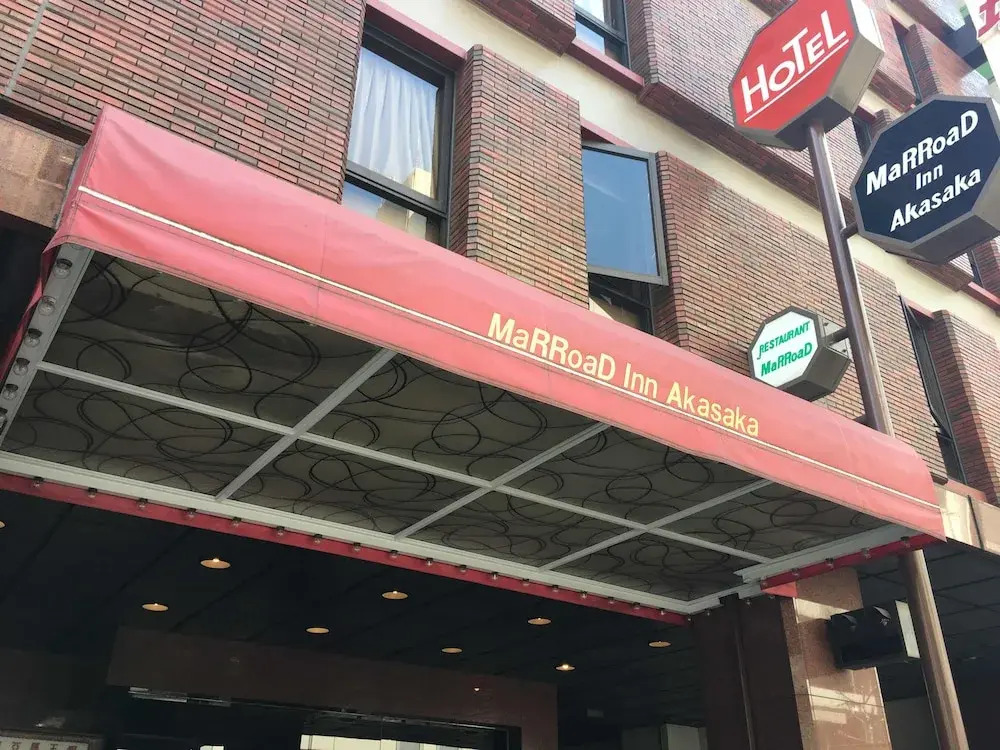 HoTEL
MaRRoaD
Inn
Akasaka
RESTAURANT
MaRRoaD
MaRRoaD Inn Akasaka